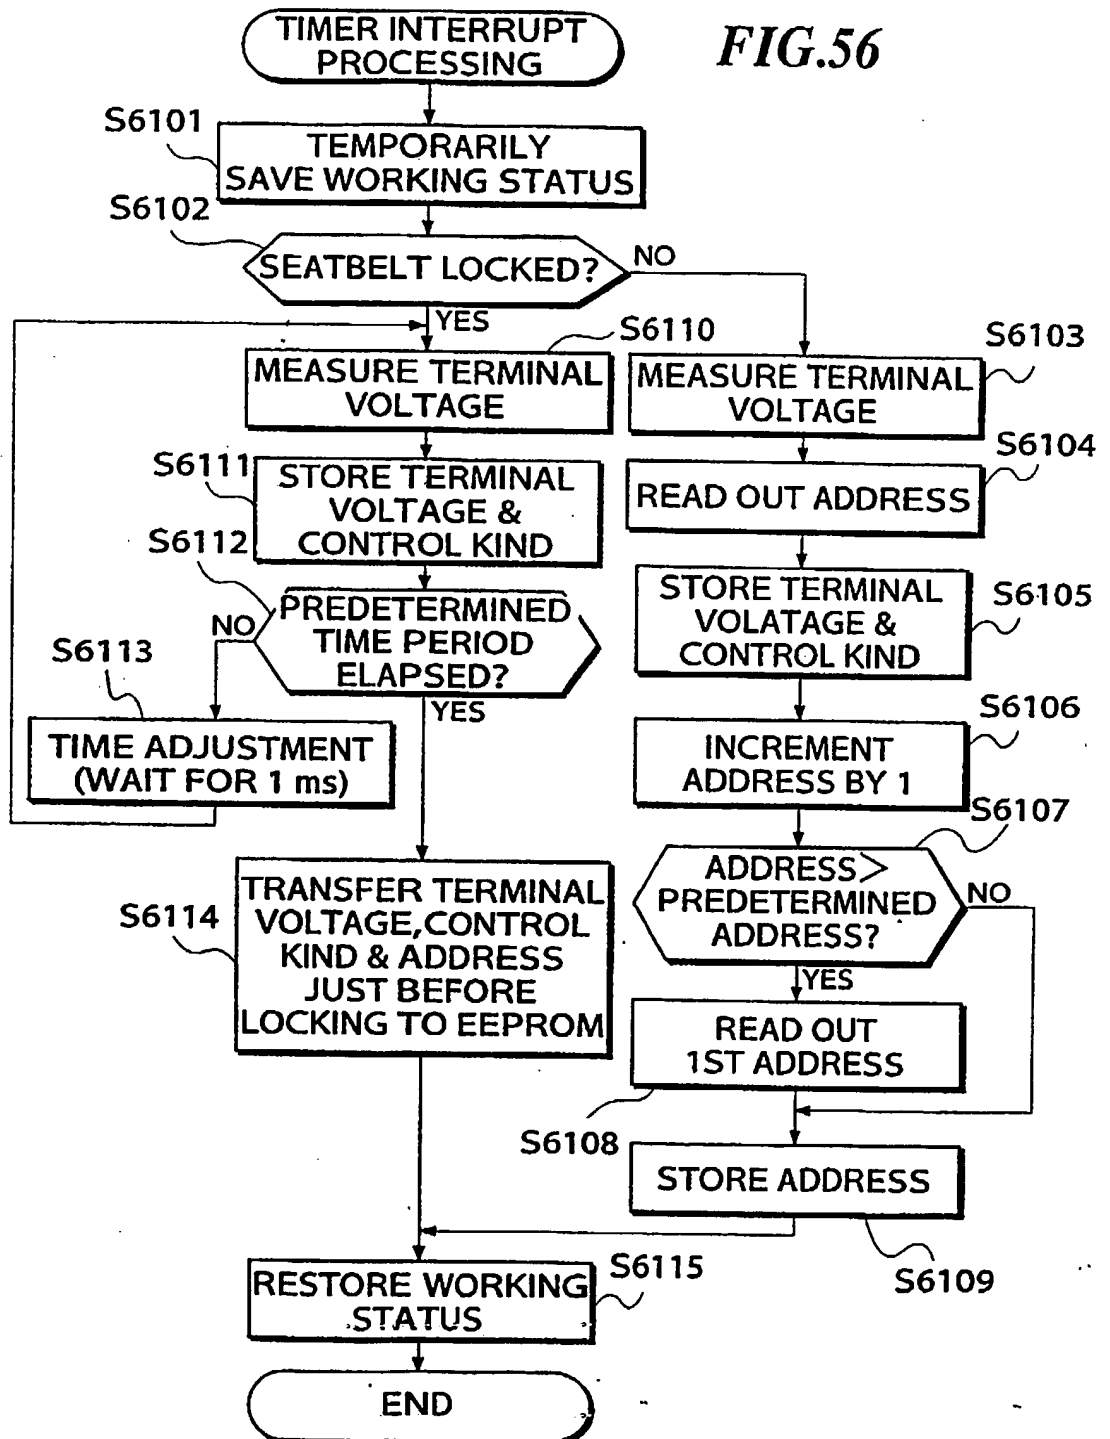 TIMER INTERRUPT
PROCESSING
FIG.56
S6101
TEMPORARILY
SAVE WORKING STATUS
S6102
SEATBELT LOCKED?
NO
YES
S6110
MEASURE TERMINAL
VOLTAGE
S6103
MEASURE TERMINAL
VOLTAGE
S6111
STORE TERMINAL
VOLTAGE &
CONTROL KIND
S6104
READ OUT ADDRESS
S6112
PREDETERMINED
TIME PERIOD
ELAPSED?
NO
YES
S6105
STORE TERMINAL
VOLATAGE &
CONTROL KIND
S6113
TIME ADJUSTMENT
(WAIT FOR 1 ms)
S6106
INCREMENT
ADDRESS BY 1
S6107
ADDRESS>
PREDETERMINED
ADDRESS?
NO
YES
S6114
TRANSFER TERMINAL
VOLTAGE,CONTROL
KIND & ADDRESS
JUST BEFORE
LOCKING TO EEPROM
READ OUT
1ST ADDRESS
S6108
STORE ADDRESS
S6109
RESTORE WORKING
STATUS
S6115
END